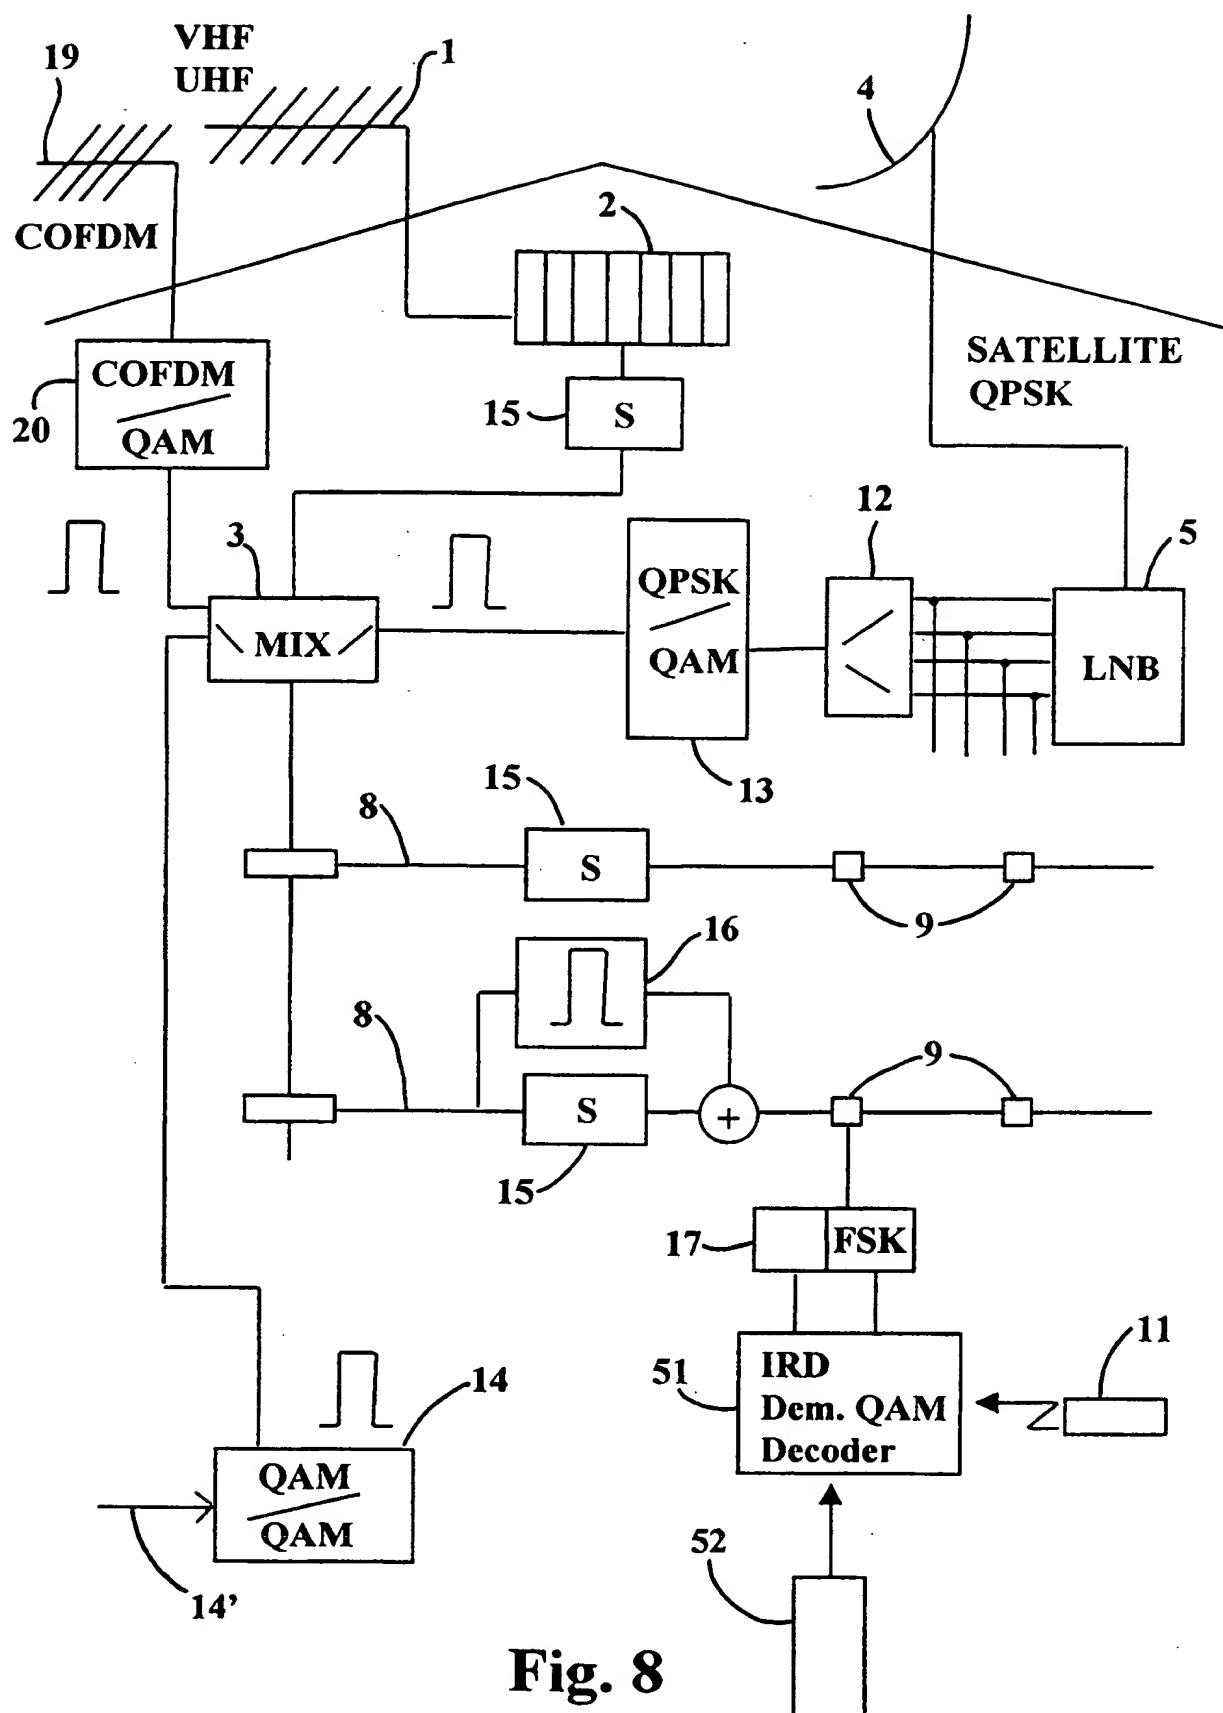 19
VHF
UHF
1
4
COFDM
2
COFDM
QAM
20
15
S
SATELLITE
QPSK
12
5
3
MIX
QPSK
QAM
LNB
13
15
8
S
9
16
8
S
+
9
15
17
FSK
11
14
51
IRD
Dem. QAM
Decoder
QAM
QAM
52
14’
Fig. 8